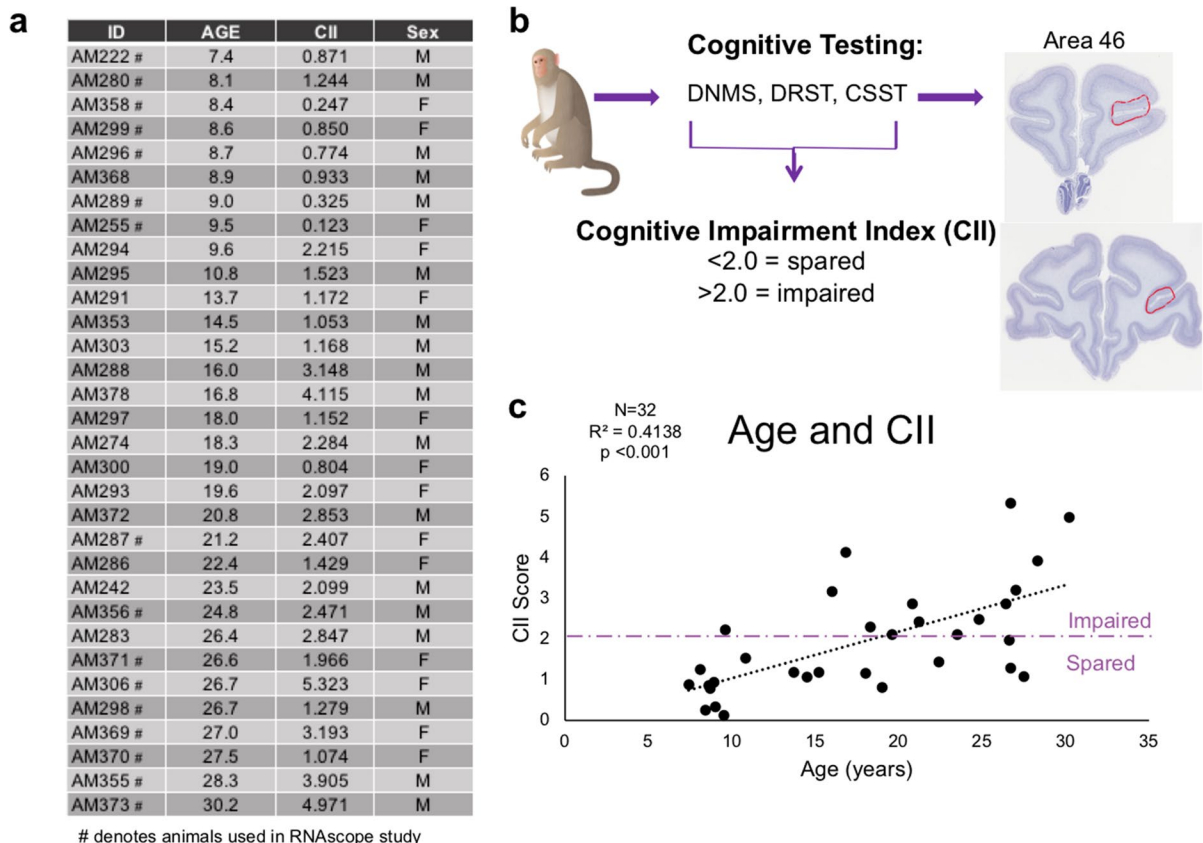 a
ID AGE CII Sex
AM222 # 7.4 0.871 M
AM280 # 8.1 1.244 M
AM358 # 8.4 0.247 F
AM299 # 8.6 0.850 F
AM296 # 8.7 0.774 M
AM368 8.9 0.933 M
AM289 # 9.0 0.325 M
AM255 # 9.5 0.123 F
AM294 9.6 2.215 F
AM295 10.8 1.523 M
AM291 13.7 1.172 F
AM353 14.5 1.053 M
AM303 15.2 1.168 M
AM288 16.0 3.148 M
AM378 16.8 4.115 M
AM297 18.0 1.152 F
AM274 18.3 2.284 M
AM300 19.0 0.804 F
AM293 19.6 2.097 F
AM372 20.8 2.853 M
AM287 # 21.2 2.407 F
AM286 22.4 1.429 F
AM242 23.5 2.099 M
AM356 # 24.8 2.471 M
AM283 26.4 2.847 M
AM371 # 26.6 1.966 F
AM306 # 26.7 5.323 F
AM298 # 26.7 1.279 M
AM369 # 27.0 3.193 F
AM370 # 27.5 1.074 F
AM355 # 28.3 3.905 M
AM373 # 30.2 4.971 M
# denotes animals used in RNAscope study
b
Cognitive Testing:
DNMS, DRST, CSST
Area 46
Cognitive Impairment Index (CII)
<2.0 = spared
>2.0 = impaired
c
N=32
R² = 0.4138
p <0.001
Age and CII
CII Score
6
5
4
3
2
1
0
Impaired
Spared
0 5 10 15 20 25 30 35
Age (years)